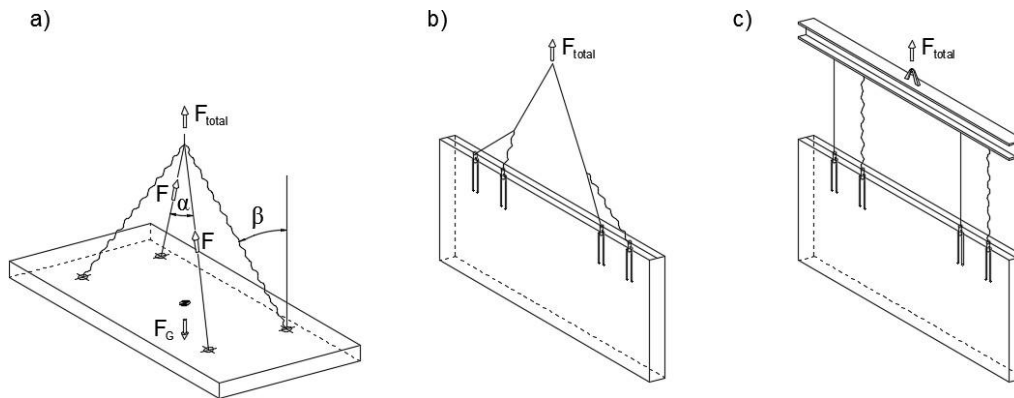 a)
F_total
F
α
F
β
F_G
b)
F_total
c)
F_total